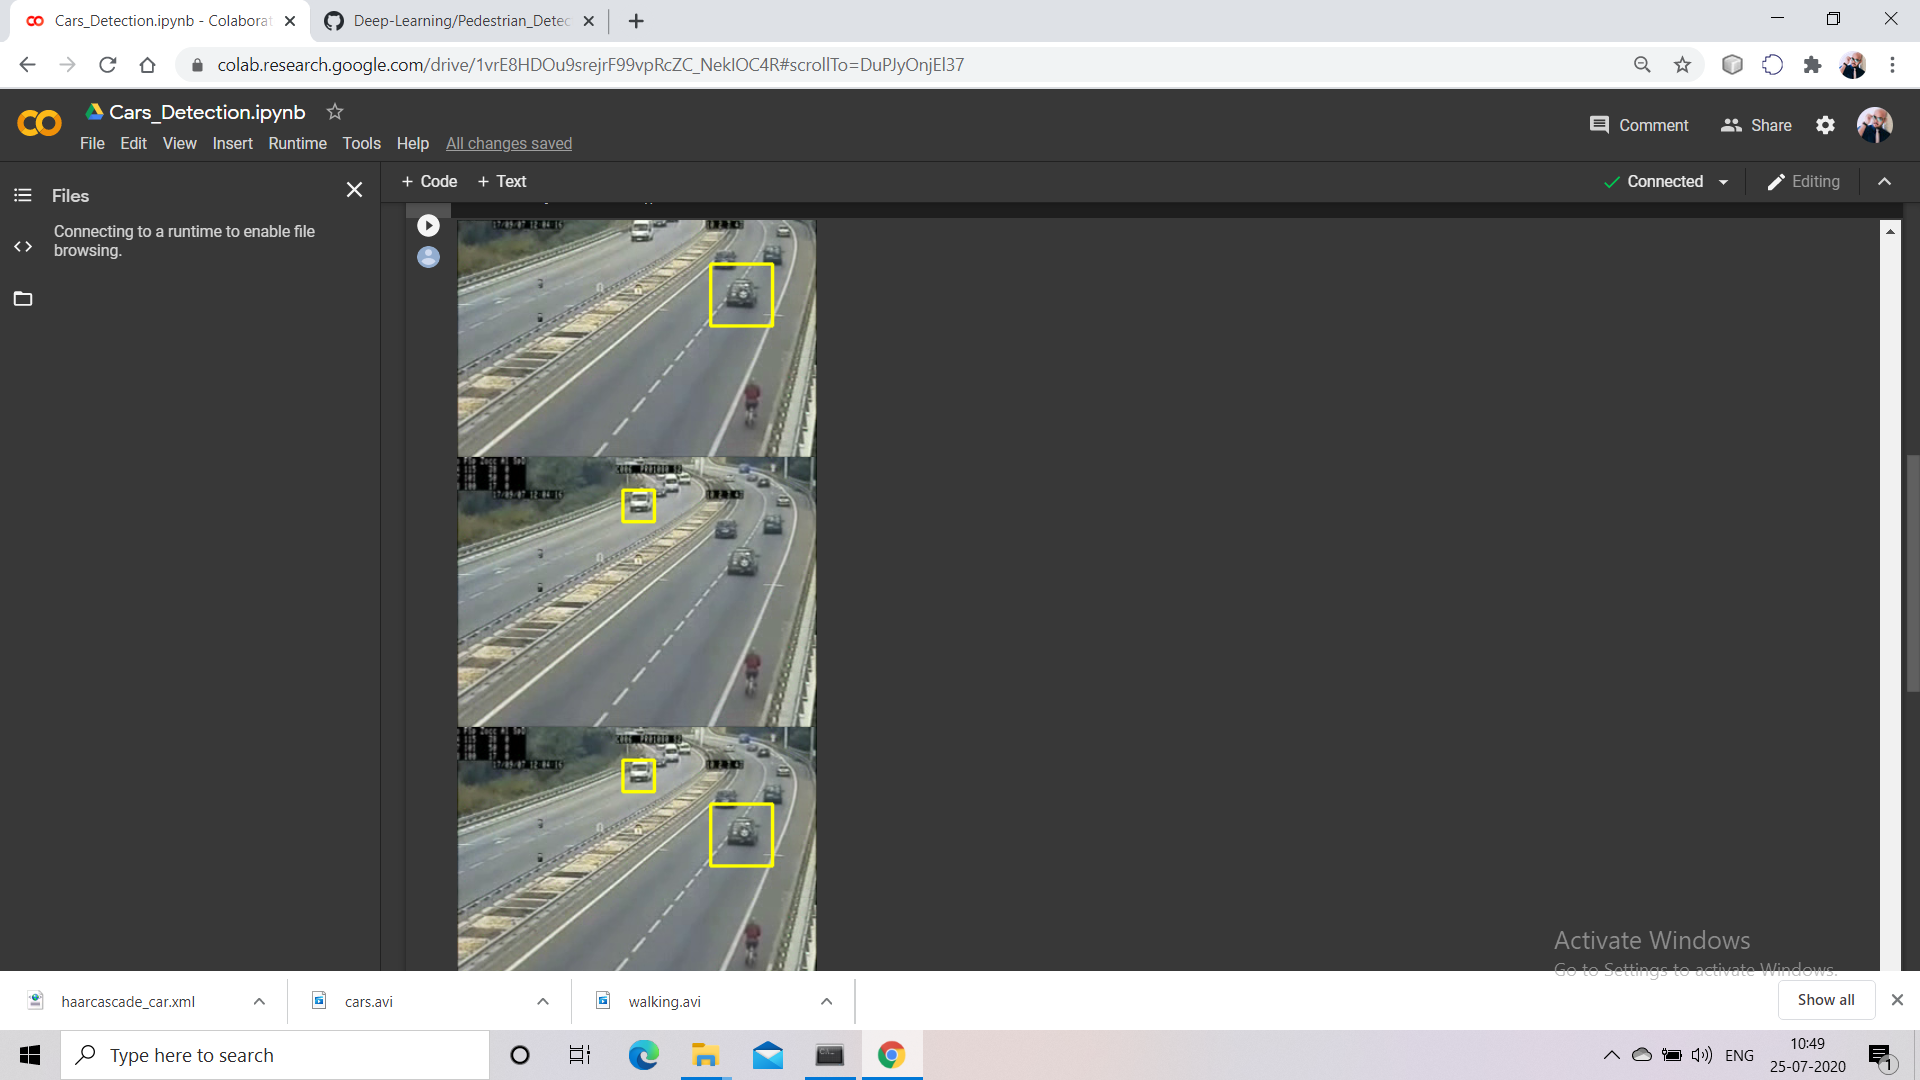 Cars_Detection.ipynb - Colaborat
Deep-Learning/Pedestrian_Detec
colab.research.google.com/drive/1vrE8HDOu9srejrF99vpRcZC_NekIOC4R#scrollTo=DuPJyOnjEl37
Cars_Detection.ipynb
File Edit View Insert Runtime Tools Help All changes saved
Comment Share
Files
+ Code + Text
Connected Editing
Connecting to a runtime to enable file
browsing.
Activate Windows
Go to Settings to activate Windows.
haarcascade_car.xml
cars.avi
walking.avi
Show all
Type here to search
ENG
10:49
25-07-2020
1